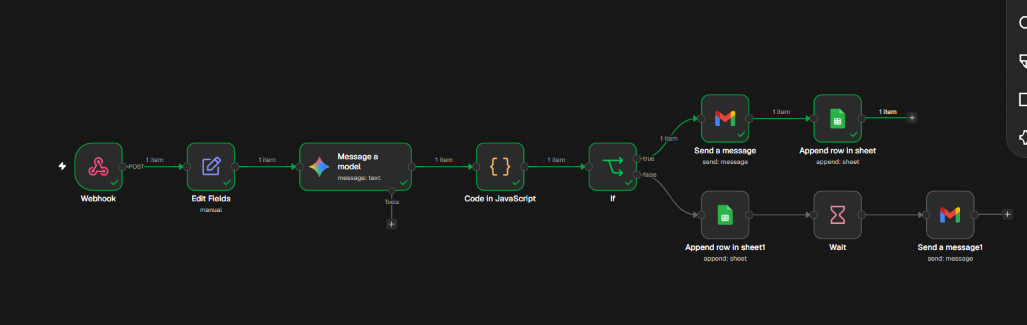 1 item
1 item
Send a message
send: message
Append row in sheet
append: sheet
1 item
POST
1 item
1 item
Message a
model
message: text
1 item
1 item
true
false
Webhook
Edit Fields
manual
Tools
Code in JavaScript
If
Append row in sheet1
append: sheet
Wait
Send a message1
send: message